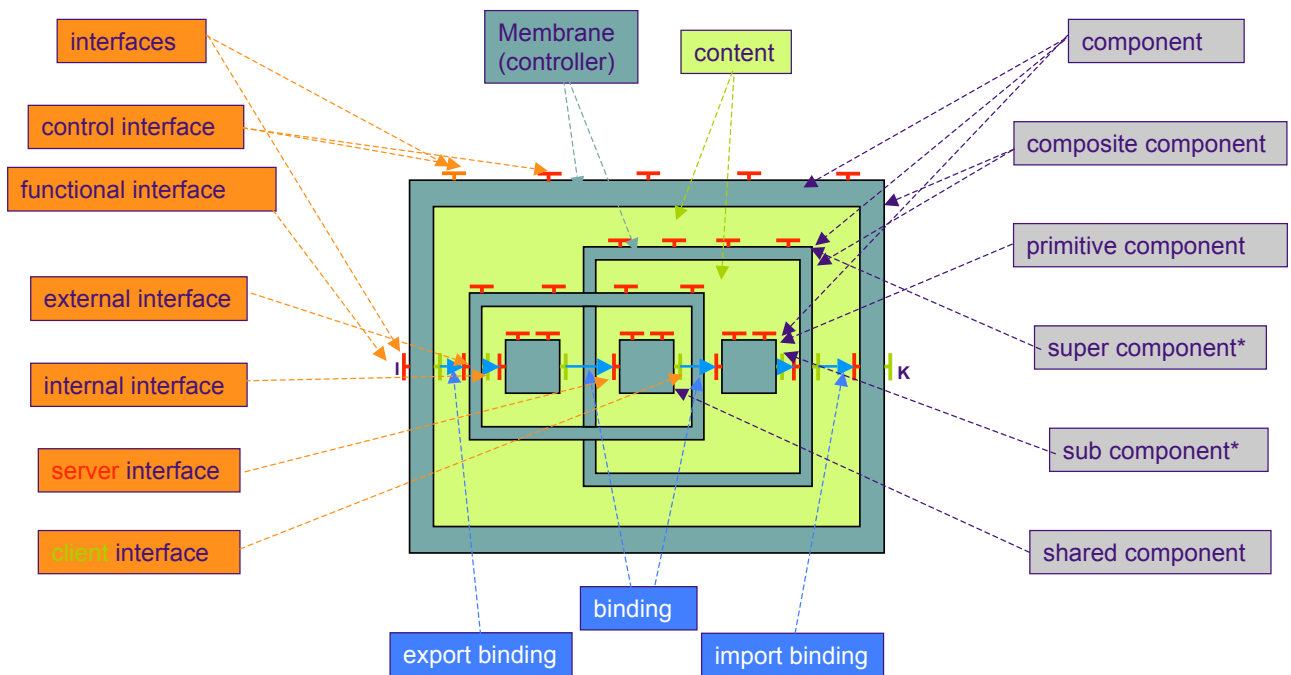 interfaces
Membrane
(controller)
content
component
control interface
composite component
functional interface
primitive component
external interface
super component*
internal interface
I
K
server interface
sub component*
client interface
shared component
binding
export binding
import binding